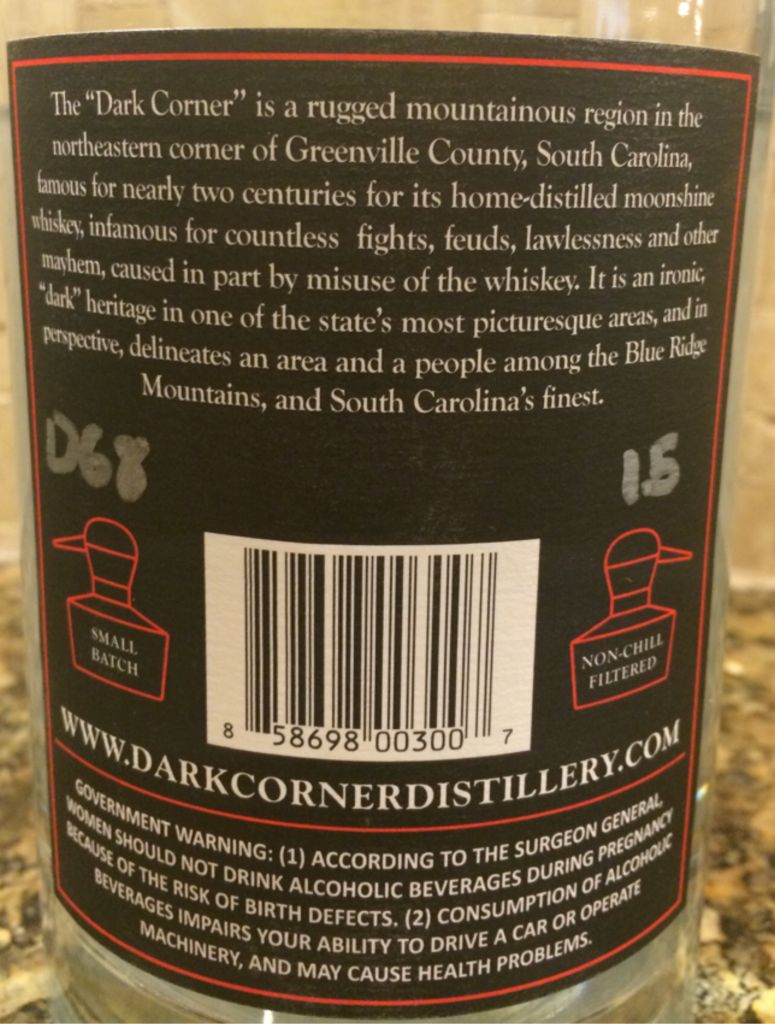 The “Dark Corner” is a rugged mountainous region in the
northeastern corner of Greenville County, South Carolina,
famous for nearly two centuries for its home-distilled moonshine
whiskey, infamous for countless fights, feuds, lawlessness and other
mayhem, caused in part by misuse of the whiskey. It is an ironic,
“dark” heritage in one of the state’s most picturesque areas, and in
perspective, delineates an area and a people among the Blue Ridge
Mountains, and South Carolina’s finest.
D68
1.5
SMALL
BATCH
NON-CHILL
FILTERED
8 58698 00300 7
WWW.DARKCORNERDISTILLERY.COM
GOVERNMENT WARNING: (1) ACCORDING TO THE SURGEON GENERAL,
WOMEN SHOULD NOT DRINK ALCOHOLIC BEVERAGES DURING PREGNANCY
BECAUSE OF THE RISK OF BIRTH DEFECTS. (2) CONSUMPTION OF ALCOHOLIC
BEVERAGES IMPAIRS YOUR ABILITY TO DRIVE A CAR OR OPERATE
MACHINERY, AND MAY CAUSE HEALTH PROBLEMS.